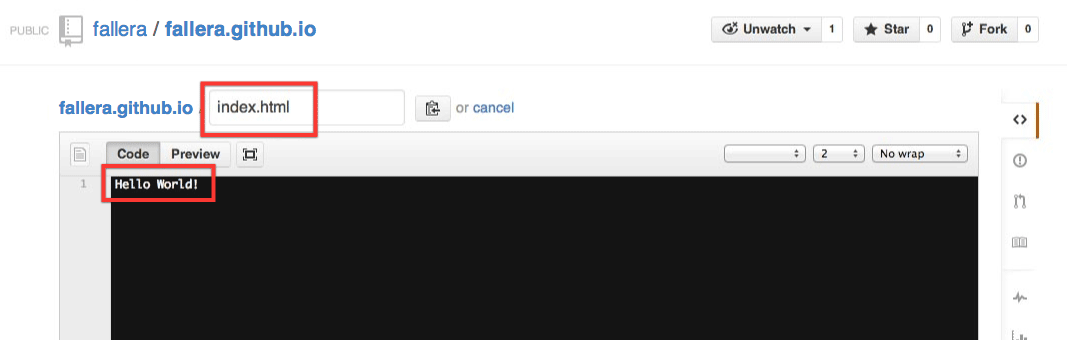 PUBLIC fallera / fallera.github.io Unwatch 1 Star 0 Fork 0
fallera.github.io / index.html or cancel
Code Preview 2 No wrap
1 Hello World!